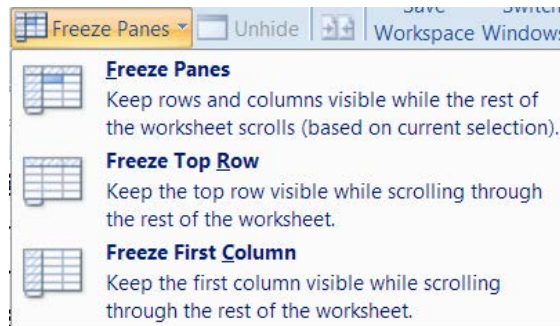 Freeze Panes Unhide Save Switch
Workspace Windows
Freeze Panes
Keep rows and columns visible while the rest of
the worksheet scrolls (based on current selection).
Freeze Top Row
Keep the top row visible while scrolling through
the rest of the worksheet.
Freeze First Column
Keep the first column visible while scrolling
through the rest of the worksheet.